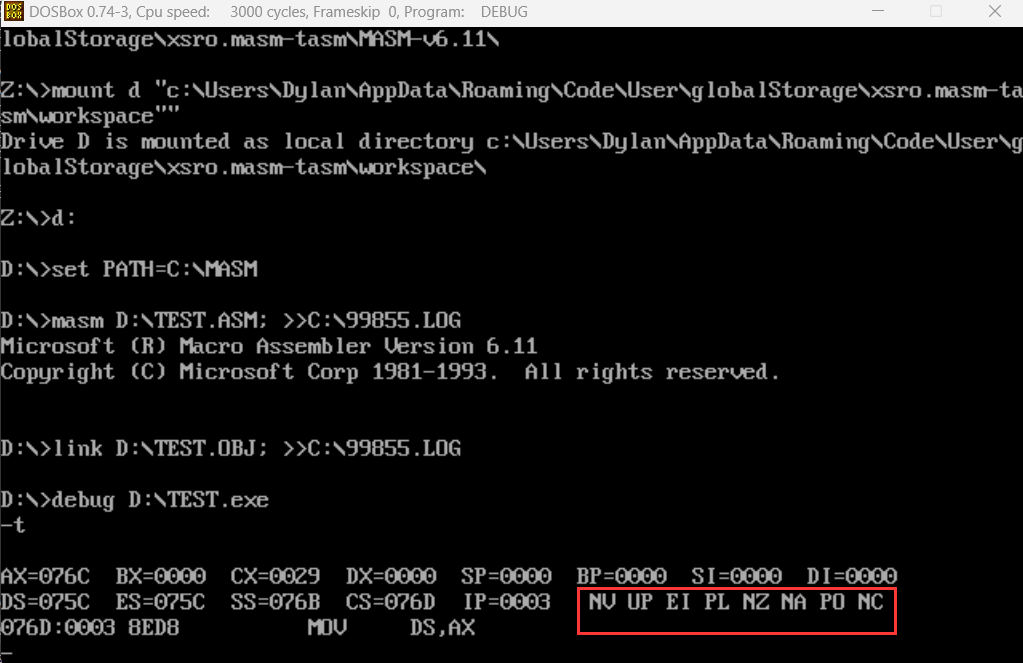 DOSBox 0.74-3, Cpu speed: 3000 cycles, Frameskip 0, Program: DEBUG
lobalStorage\xsro.masm-tasm\MASM-v6.11\
Z:\>mount d "c:\Users\Dylan\AppData\Roaming\Code\User\globalStorage\xsro.masm-ta
sm\workspace""
Drive D is mounted as local directory c:\Users\Dylan\AppData\Roaming\Code\User\g
lobalStorage\xsro.masm-tasm\workspace\
Z:\>d:
D:\>set PATH=C:\MASM
D:\>masm D:\TEST.ASM; >>C:\99855.LOG
Microsoft (R) Macro Assembler Version 6.11
Copyright (C) Microsoft Corp 1981-1993.  All rights reserved.
D:\>link D:\TEST.OBJ; >>C:\99855.LOG
D:\>debug D:\TEST.exe
-t
AX=076C  BX=0000  CX=0029  DX=0000  SP=0000  BP=0000  SI=0000  DI=0000
DS=075C  ES=075C  SS=076B  CS=076D  IP=0003   NV UP EI PL NZ NA PO NC
076D:0003 8ED8          MOV     DS,AX
-